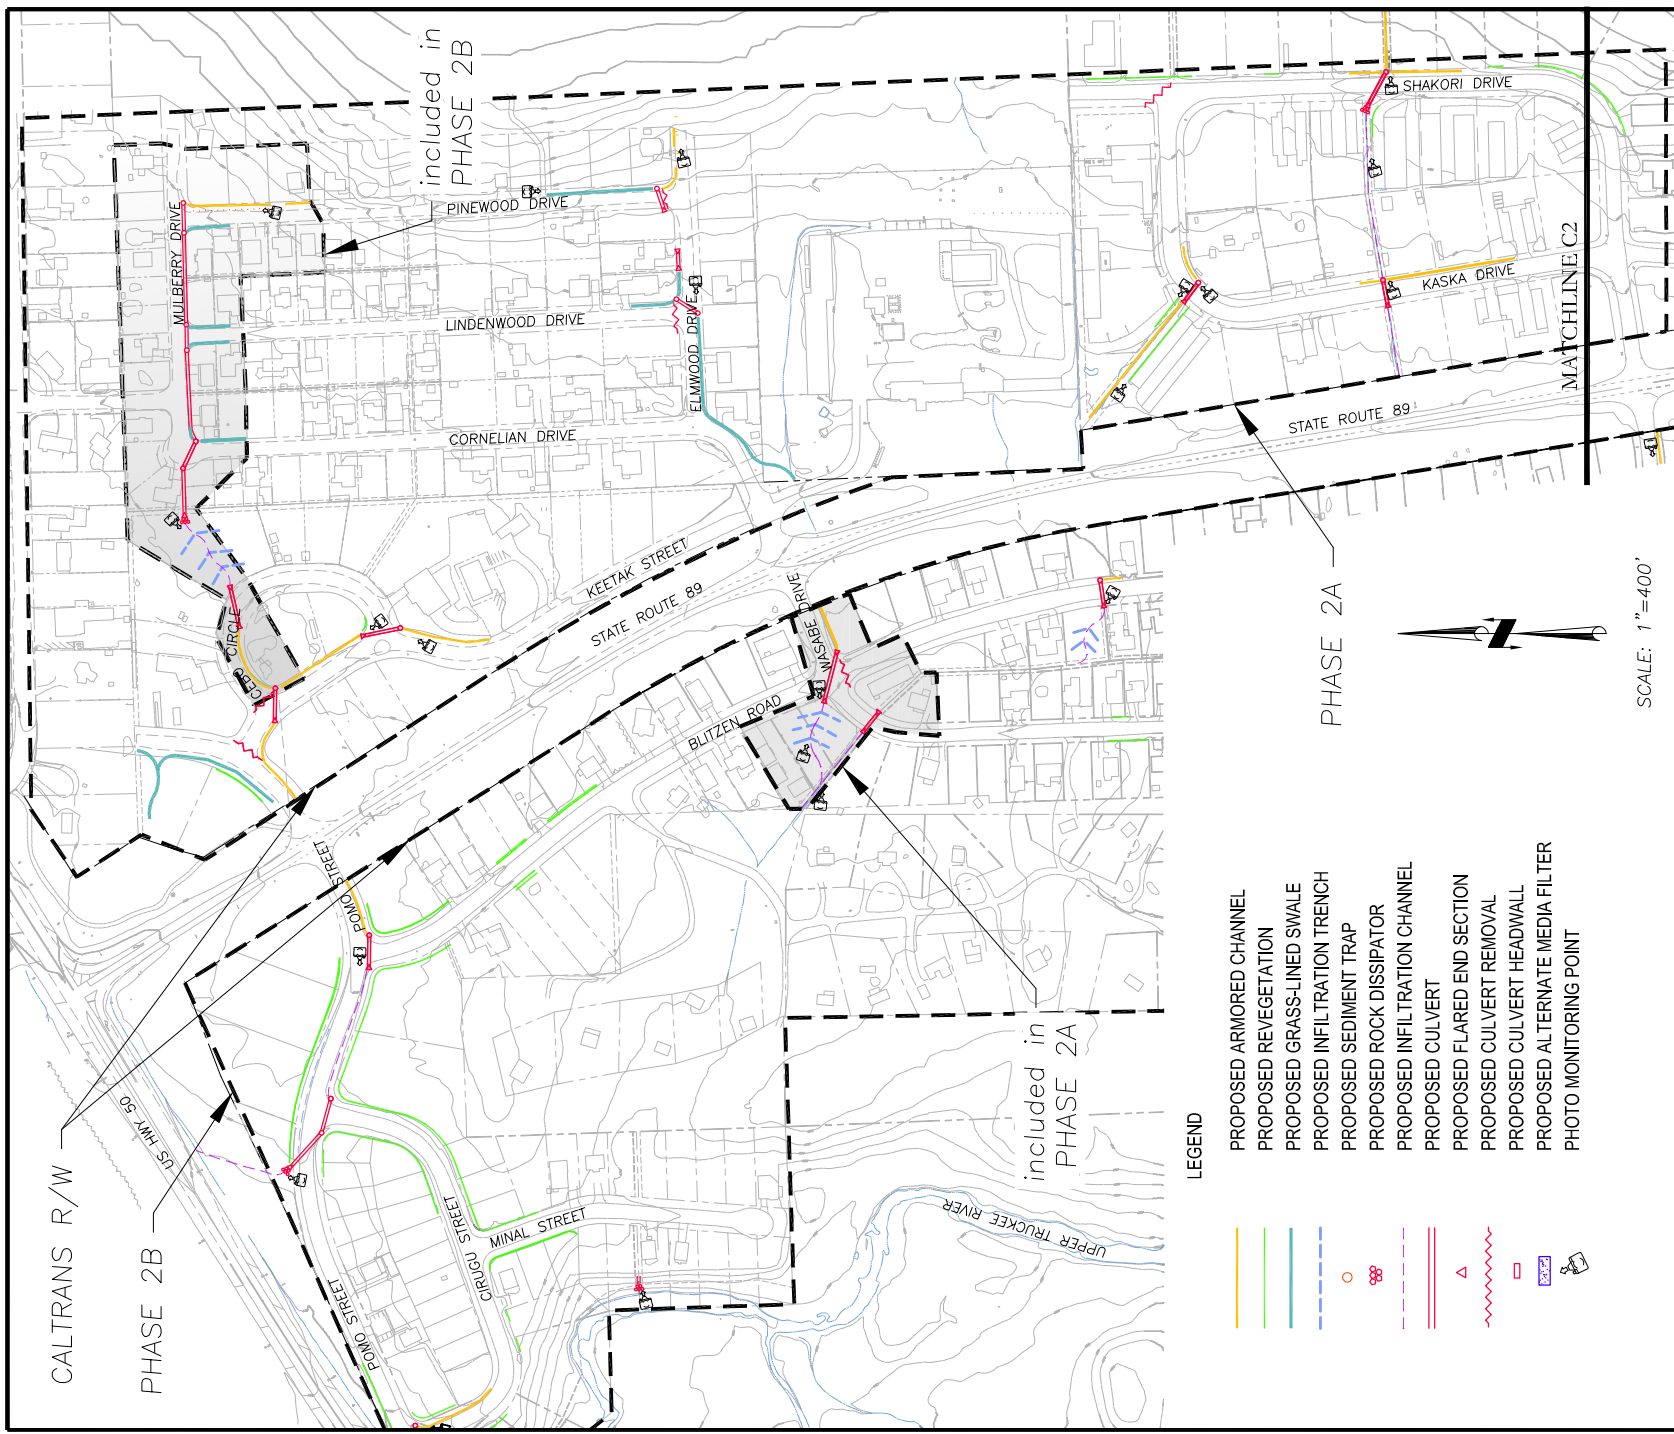 included in
PHASE 2B
SHAKORI DRIVE
PINEWOOD DRIVE
MULBERRY DRIVE
LINDENWOOD DRIVE
ELMWOOD DRIVE
KASKA DRIVE
MATCHLINE C2
CORNELIAN DRIVE
STATE ROUTE 89
KEETAK STREET
STATE ROUTE 89
CEBO CIRCLE
WASABE DRIVE
BLITZEN ROAD
PHASE 2A
SCALE: 1"=400'
POMO STREET
POMO STREET
CALTRANS R/W
PHASE 2B
US HWY 50
CIRUGU STREET
MINAL STREET
POMO STREET
included in
PHASE 2A
UPPER TRUCKEE RIVER
LEGEND
PROPOSED ARMORED CHANNEL
PROPOSED REVEGETATION
PROPOSED GRASS-LINED SWALE
PROPOSED INFILTRATION TRENCH
PROPOSED SEDIMENT TRAP
PROPOSED ROCK DISSIPATOR
PROPOSED INFILTRATION CHANNEL
PROPOSED CULVERT
PROPOSED FLARED END SECTION
PROPOSED CULVERT REMOVAL
PROPOSED CULVERT HEADWALL
PROPOSED ALTERNATE MEDIA FILTER
PHOTO MONITORING POINT